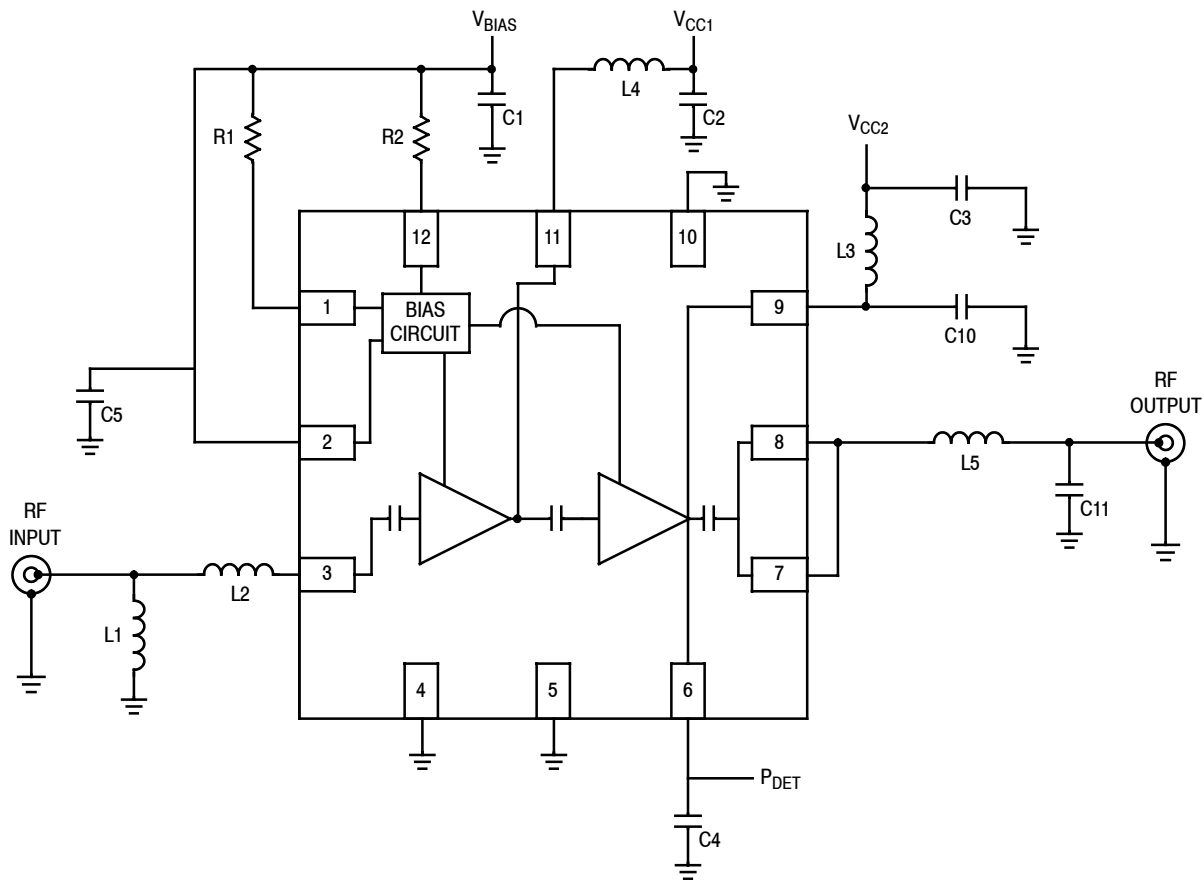 VBIAS
VCC1
L4
C1
C2
R1
R2
VCC2
C3
12
11
10
L3
1
BIAS
CIRCUIT
9
C10
C5
RF
OUTPUT
2
8
L5
C11
RF
INPUT
3
7
L2
L1
4
5
6
PDET
C4